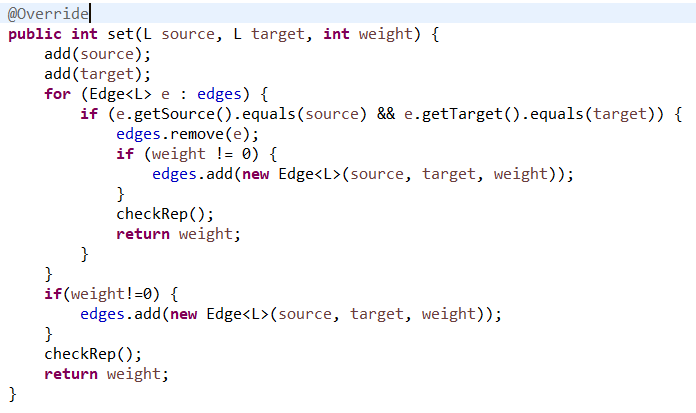 @Override
public int set(L source, L target, int weight) {
    add(source);
    add(target);
    for (Edge<L> e : edges) {
        if (e.getSource().equals(source) && e.getTarget().equals(target)) {
            edges.remove(e);
            if (weight != 0) {
                edges.add(new Edge<L>(source, target, weight));
            }
            checkRep();
            return weight;
        }
    }
    if(weight!=0) {
        edges.add(new Edge<L>(source, target, weight));
    }
    checkRep();
    return weight;
}